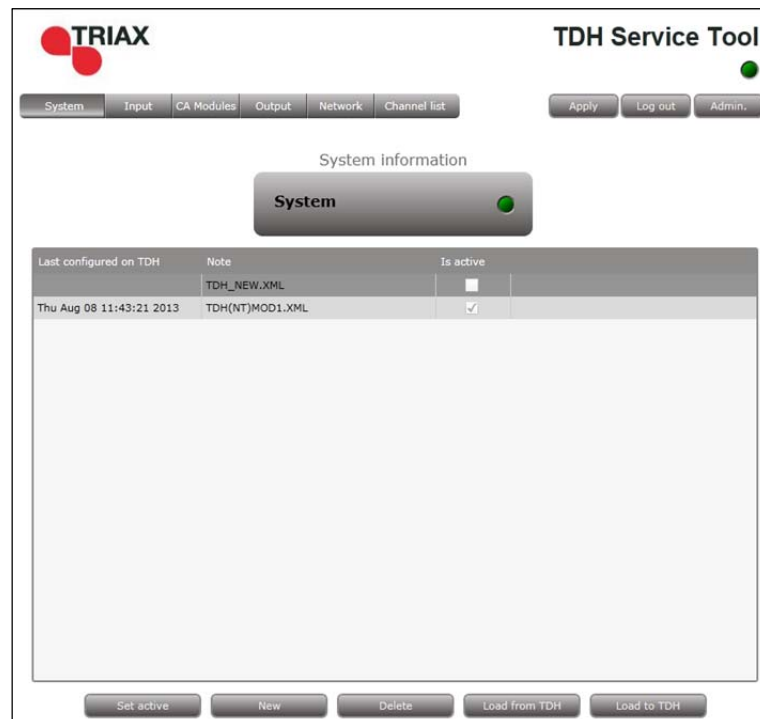 TRIAX
TDH Service Tool
System Input CA Modules Output Network Channel list Apply Log out Admin.
System information
System
Last configured on TDH Note Is active
TDH_NEW.XML
Thu Aug 08 11:43:21 2013 TDH(NT)MOD1.XML
Set active New Delete Load from TDH Load to TDH